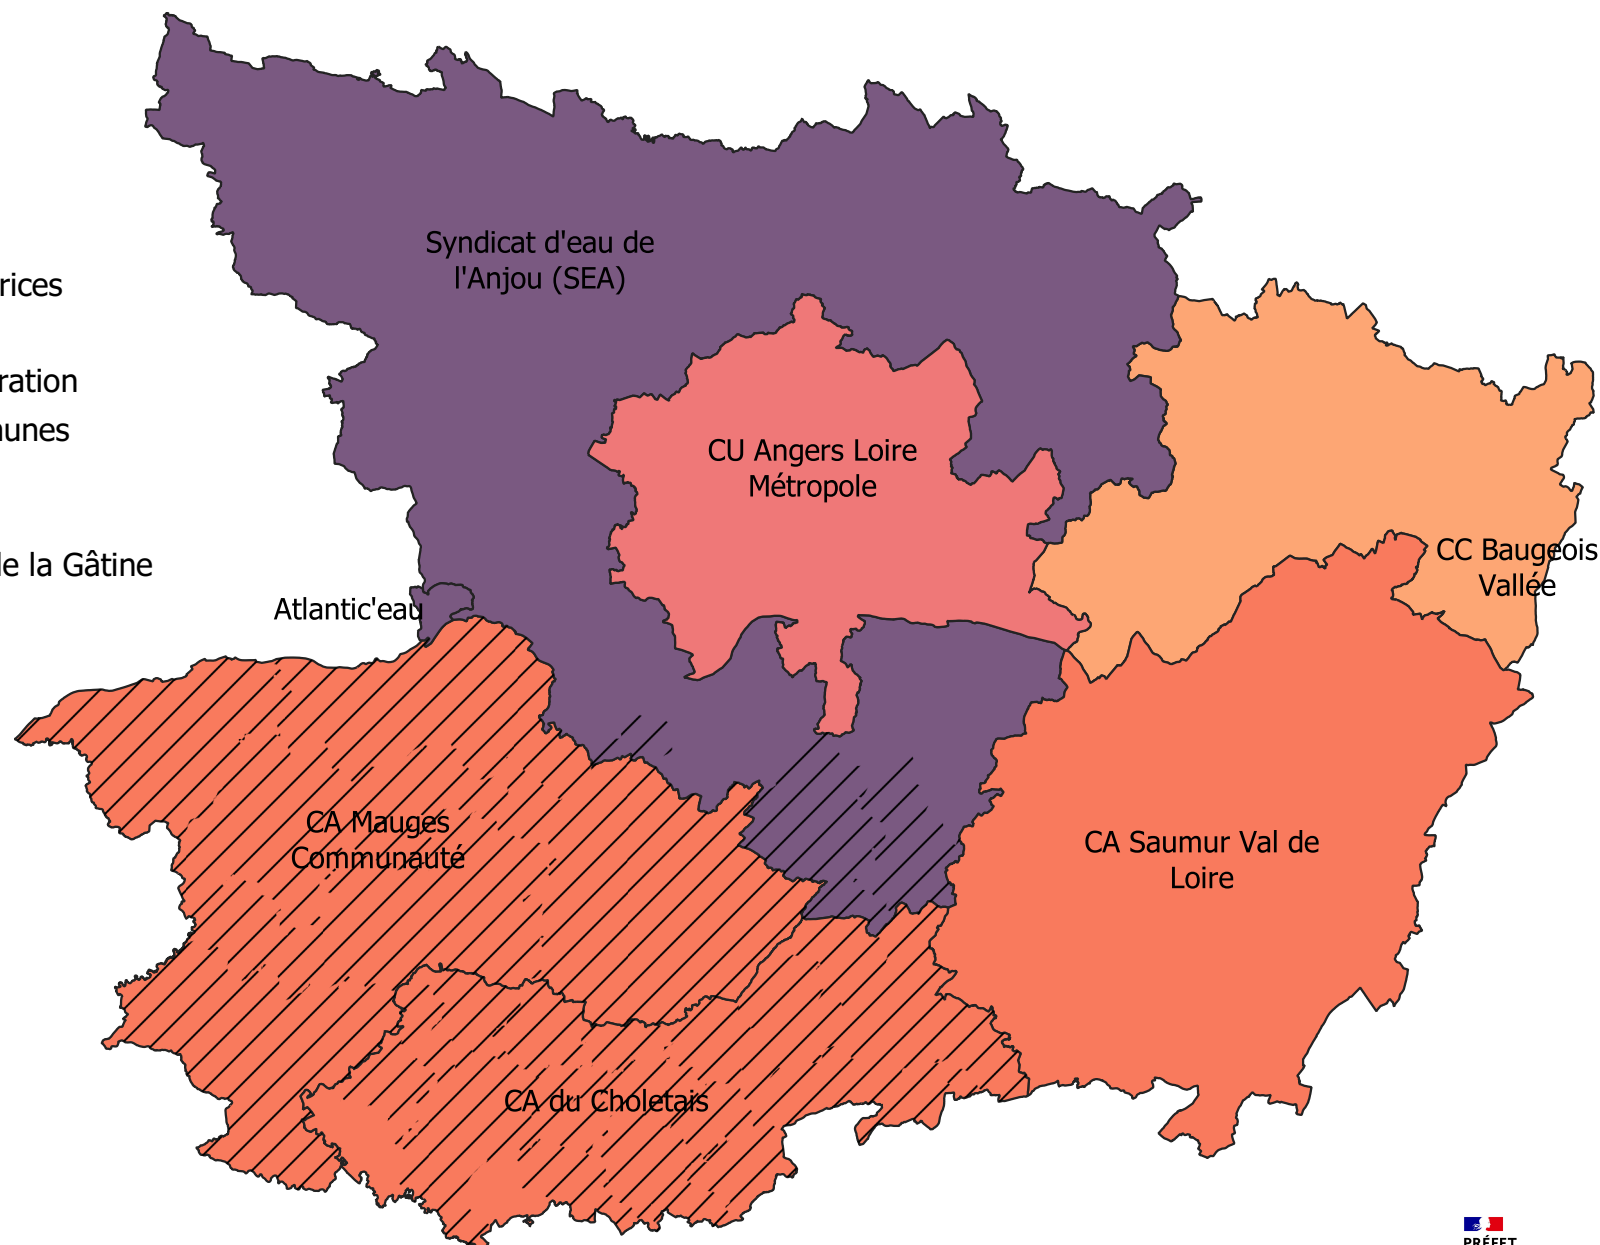 Syndicat d'eau de
l'Anjou (SEA)
rices
ration
unes
CU Angers Loire
Métropole
CC Baugeois
Vallée
de la Gâtine
Atlantic'eau
CA Mauges
Communauté
CA Saumur Val de
Loire
CA du Choletais
PRÉFET